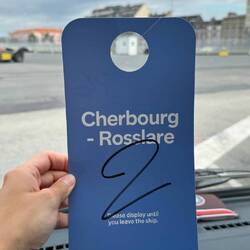 Cherbourg
- Rosslare
2
Please display until
you leave the ship.